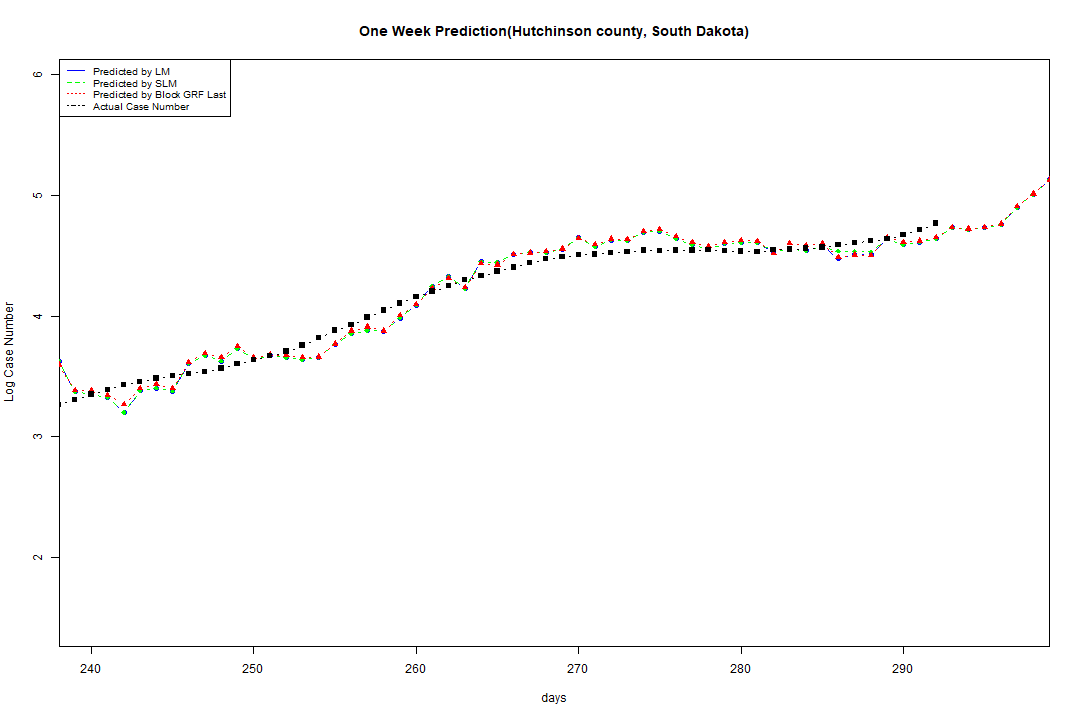 One Week Prediction(Hutchinson county, South Dakota)
Predicted by LM
Predicted by SLM
Predicted by Block GRF Last
Actual Case Number
6
5
4
3
2
Log Case Number
240 250 260 270 280 290
days